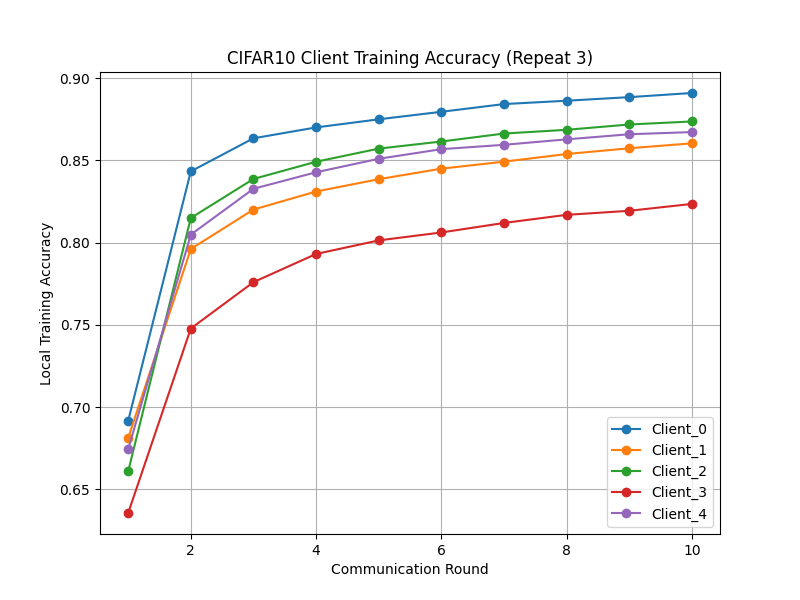 CIFAR10 Client Training Accuracy (Repeat 3)
Local Training Accuracy
0.90
0.85
0.80
0.75
0.70
0.65
2 4 6 8 10
Communication Round
Client_0
Client_1
Client_2
Client_3
Client_4